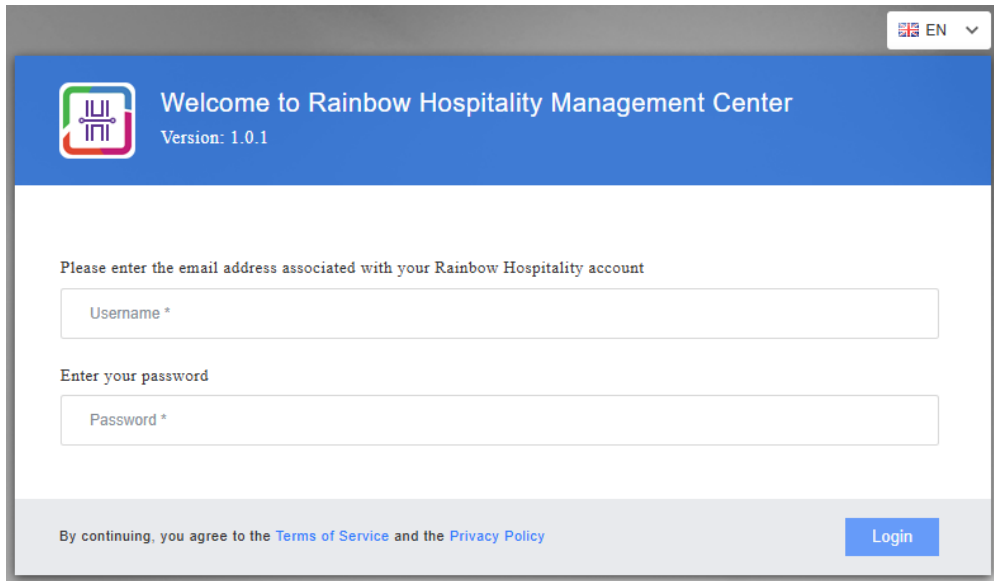 EN
Welcome to Rainbow Hospitality Management Center
Version: 1.0.1
Please enter the email address associated with your Rainbow Hospitality account
Username *
Enter your password
Password *
By continuing, you agree to the Terms of Service and the Privacy Policy
Login